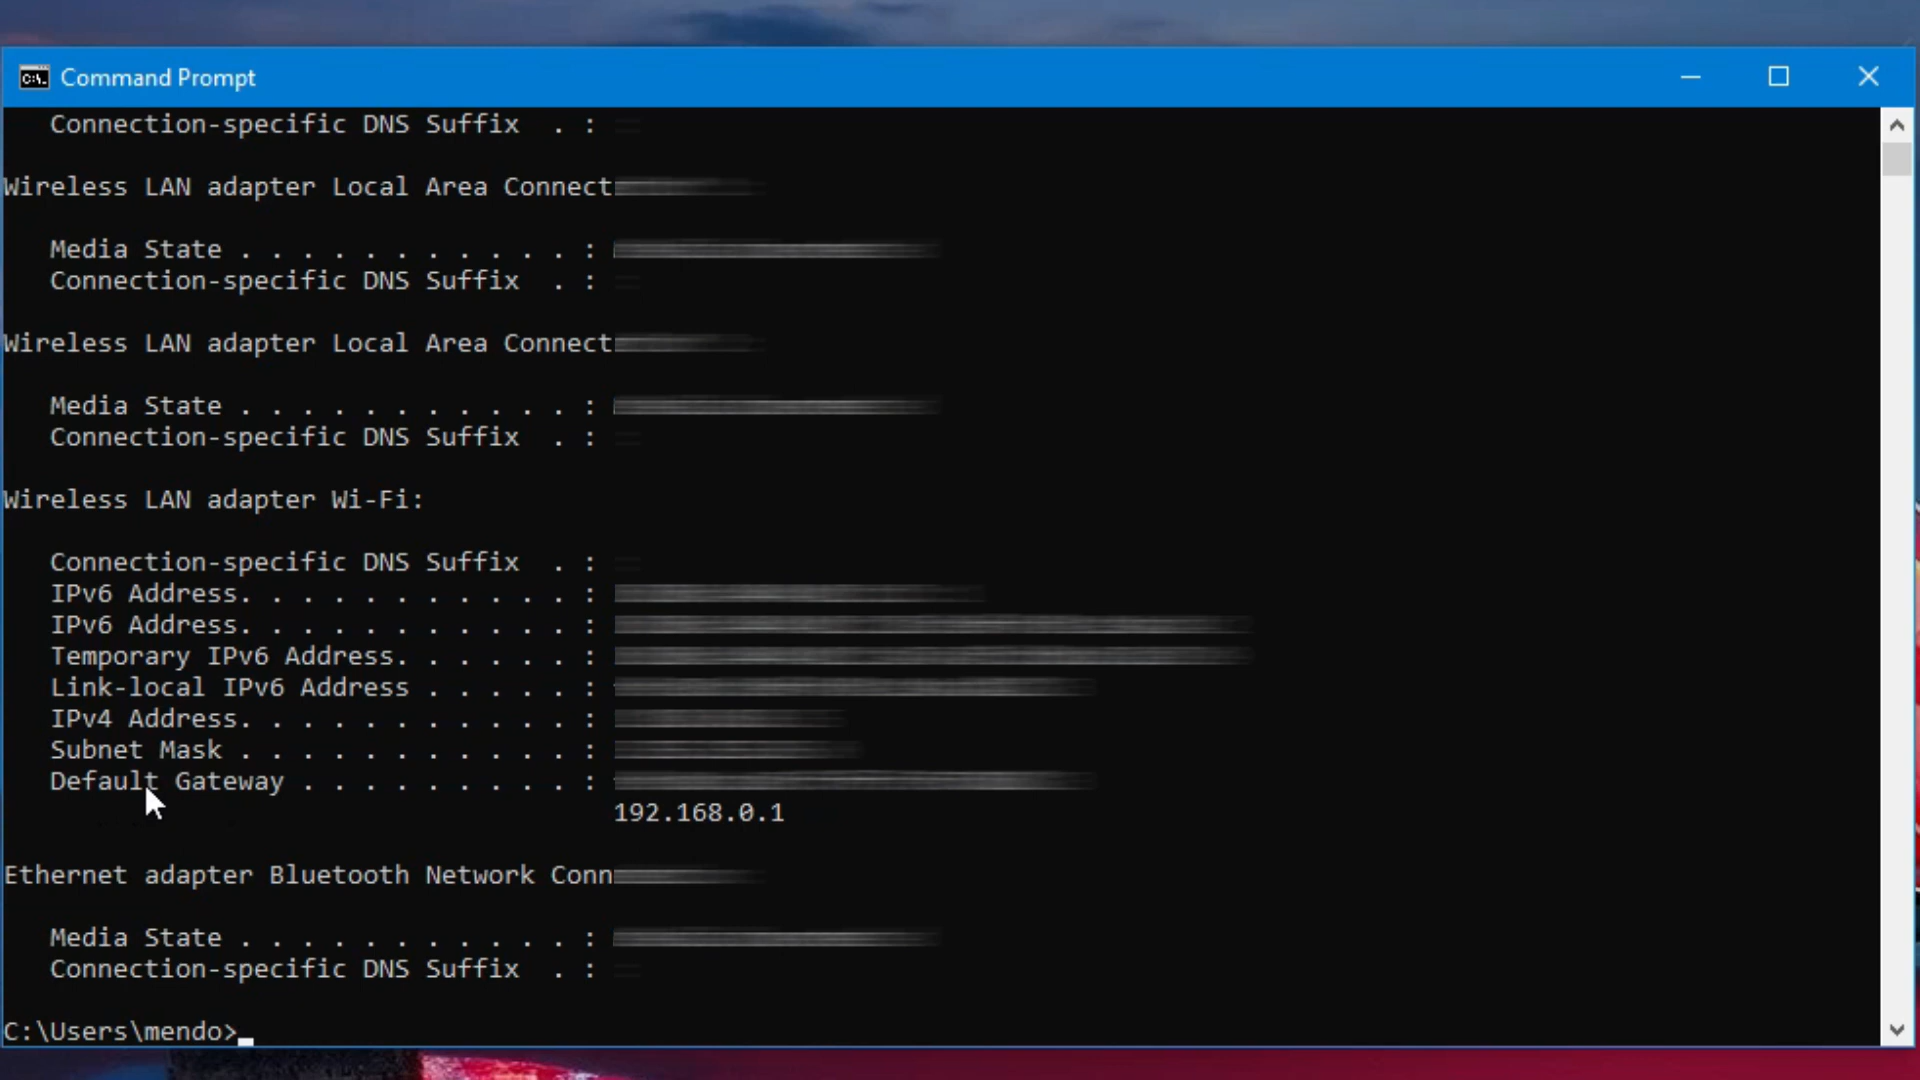 Command Prompt
Connection-specific DNS Suffix  . :
Wireless LAN adapter Local Area Connect
Media State . . . . . . . . . . . :
Connection-specific DNS Suffix  . :
Wireless LAN adapter Local Area Connect
Media State . . . . . . . . . . . :
Connection-specific DNS Suffix  . :
Wireless LAN adapter Wi-Fi:
Connection-specific DNS Suffix  . :
IPv6 Address. . . . . . . . . . . :
IPv6 Address. . . . . . . . . . . :
Temporary IPv6 Address. . . . . . :
Link-local IPv6 Address . . . . . :
IPv4 Address. . . . . . . . . . . :
Subnet Mask . . . . . . . . . . . :
Default Gateway . . . . . . . . . :
192.168.0.1
Ethernet adapter Bluetooth Network Conn
Media State . . . . . . . . . . . :
Connection-specific DNS Suffix  . :
C:\Users\mendo>